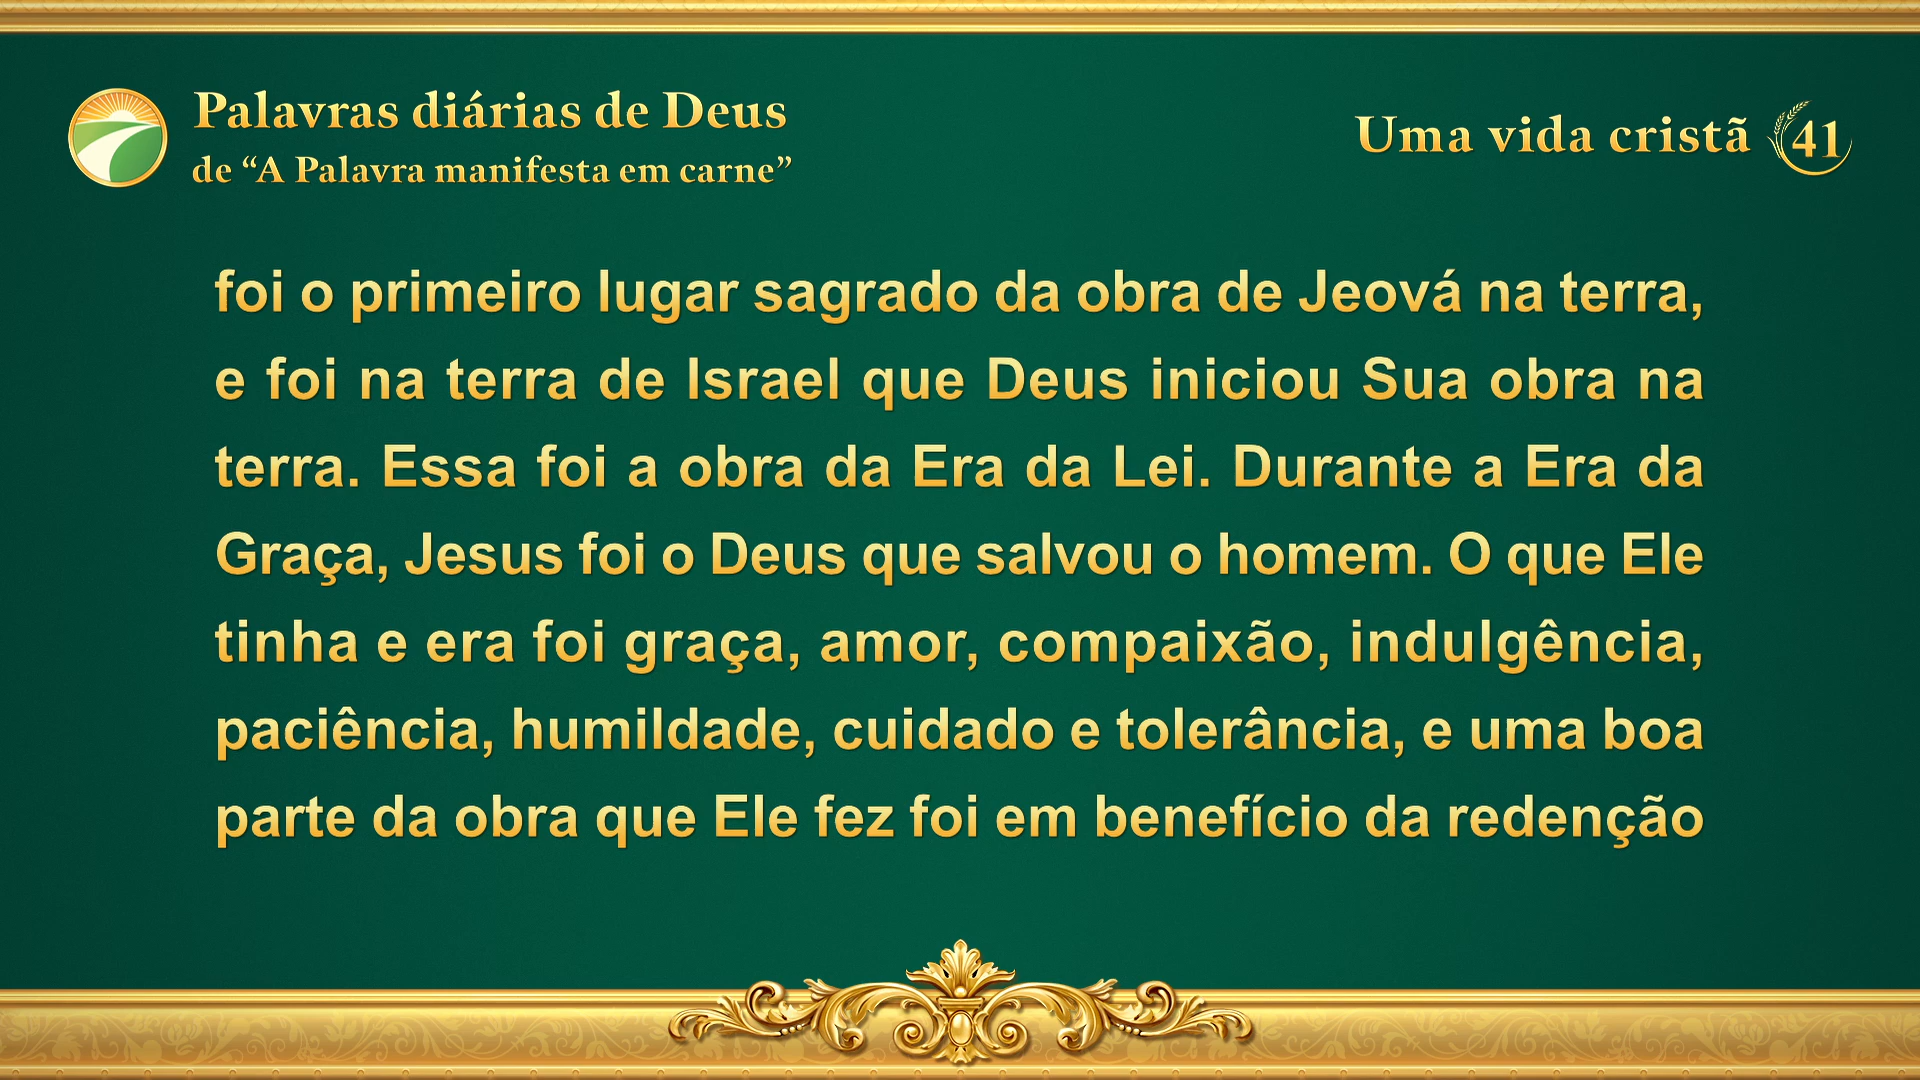 Palavras diárias de Deus
de “A Palavra manifesta em carne”
Uma vida cristã 41
foi o primeiro lugar sagrado da obra de Jeová na terra,
e foi na terra de Israel que Deus iniciou Sua obra na
terra. Essa foi a obra da Era da Lei. Durante a Era da
Graça, Jesus foi o Deus que salvou o homem. O que Ele
tinha e era foi graça, amor, compaixão, indulgência,
paciência, humildade, cuidado e tolerância, e uma boa
parte da obra que Ele fez foi em benefício da redenção